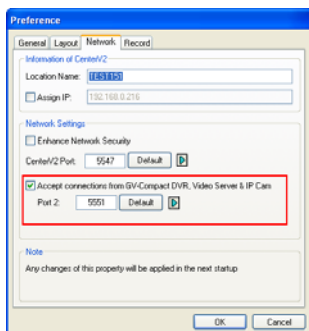 Preference
General Layout Network Record
Information of CenterV2
Location Name: TEST151
Assign IP: 192.168.0.216
Network Settings
Enhance Network Security
CenterV2 Port: 5547 Default
Accept connections from GV-Compact DVR, Video Server & IP Cam
Port 2: 5551 Default
Note
Any changes of this property will be applied in the next startup
OK Cancel